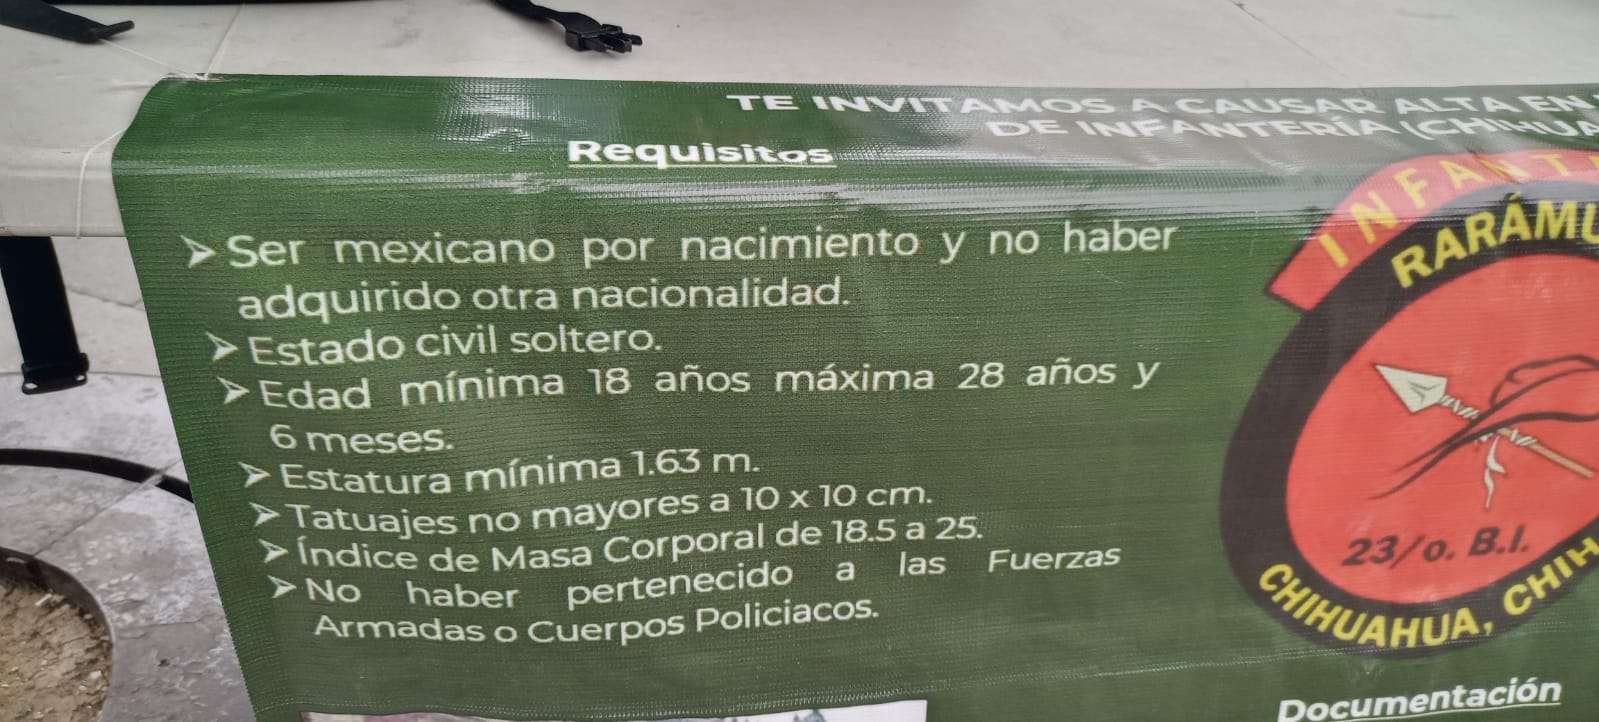 TE INVITAMOS A CAUSAR ALTA EN
DE INFANTERÍA
Requisitos
➤ Ser mexicano por nacimiento y no haber
adquirido otra nacionalidad.
➤ Estado civil soltero.
➤ Edad mínima 18 años máxima 28 años y
6 meses.
➤ Estatura mínima 1.63 m.
➤ Tatuajes no mayores a 10 x 10 cm.
➤ Índice de Masa Corporal de 18.5 a 25.
➤ No haber pertenecido a las Fuerzas
Armadas o Cuerpos Policiacos.
23/o. B.I.
CHIHUAHUA, CHIH
Documentación